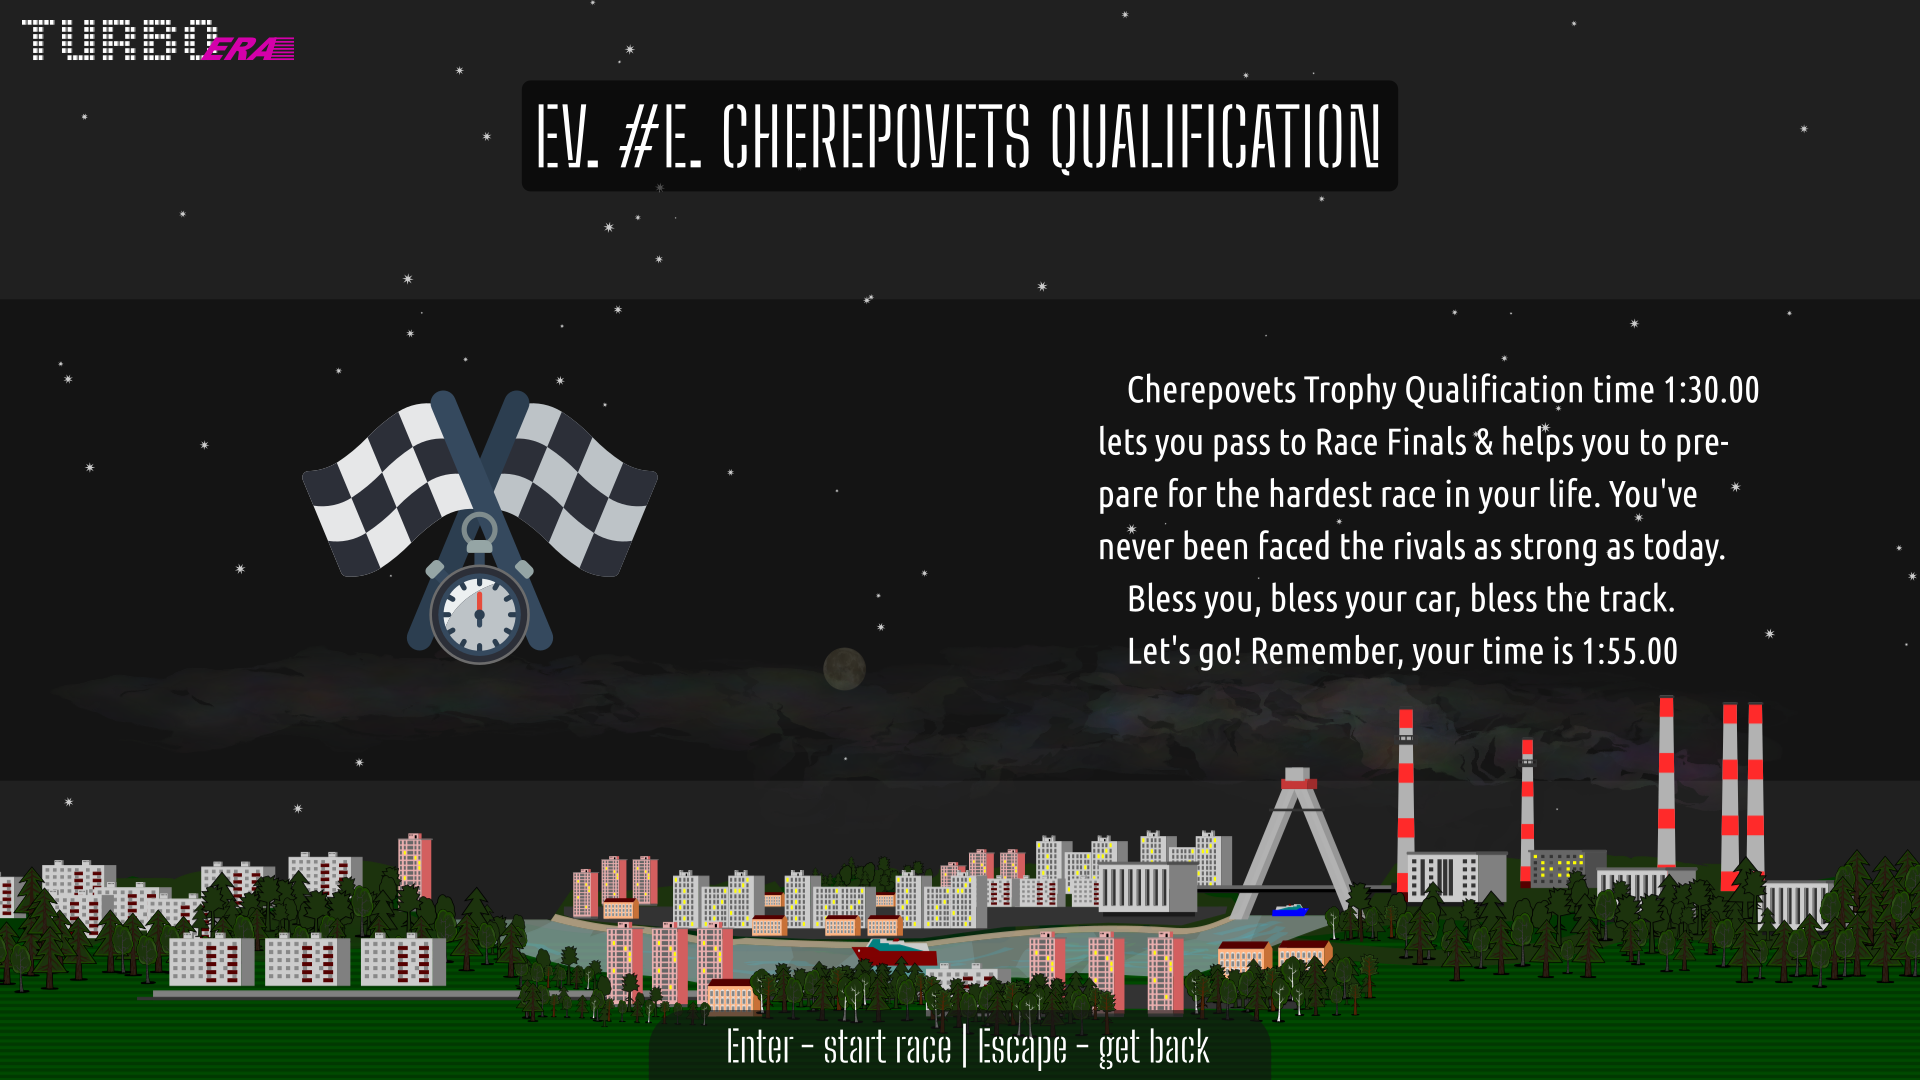 TURBO ERA
EV. #E. CHEREPOVETS QUALIFICATION
Cherepovets Trophy Qualification time 1:30.00
lets you pass to Race Finals & helps you to pre-
pare for the hardest race in your life. You've
never been faced the rivals as strong as today.
Bless you, bless your car, bless the track.
Let's go! Remember, your time is 1:55.00
Enter - start race | Escape - get back